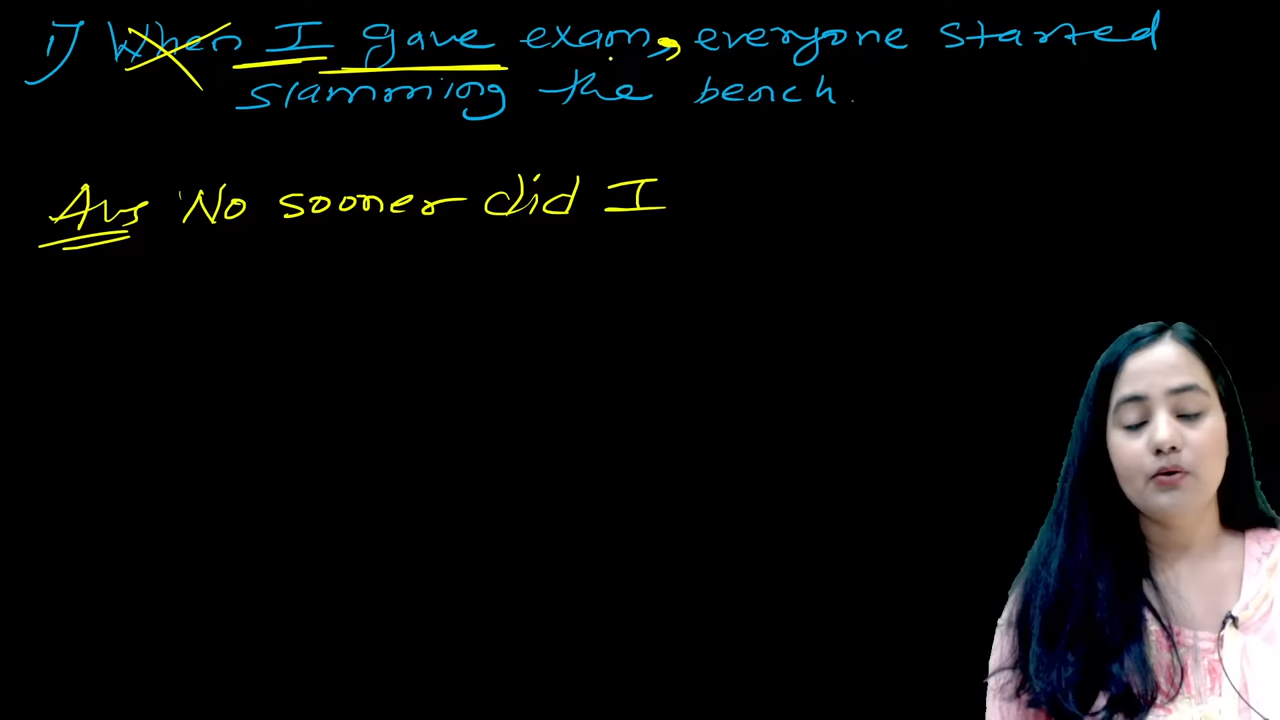 1) When I gave exam, everyone started
slamming the bench.
Ans No sooner did I